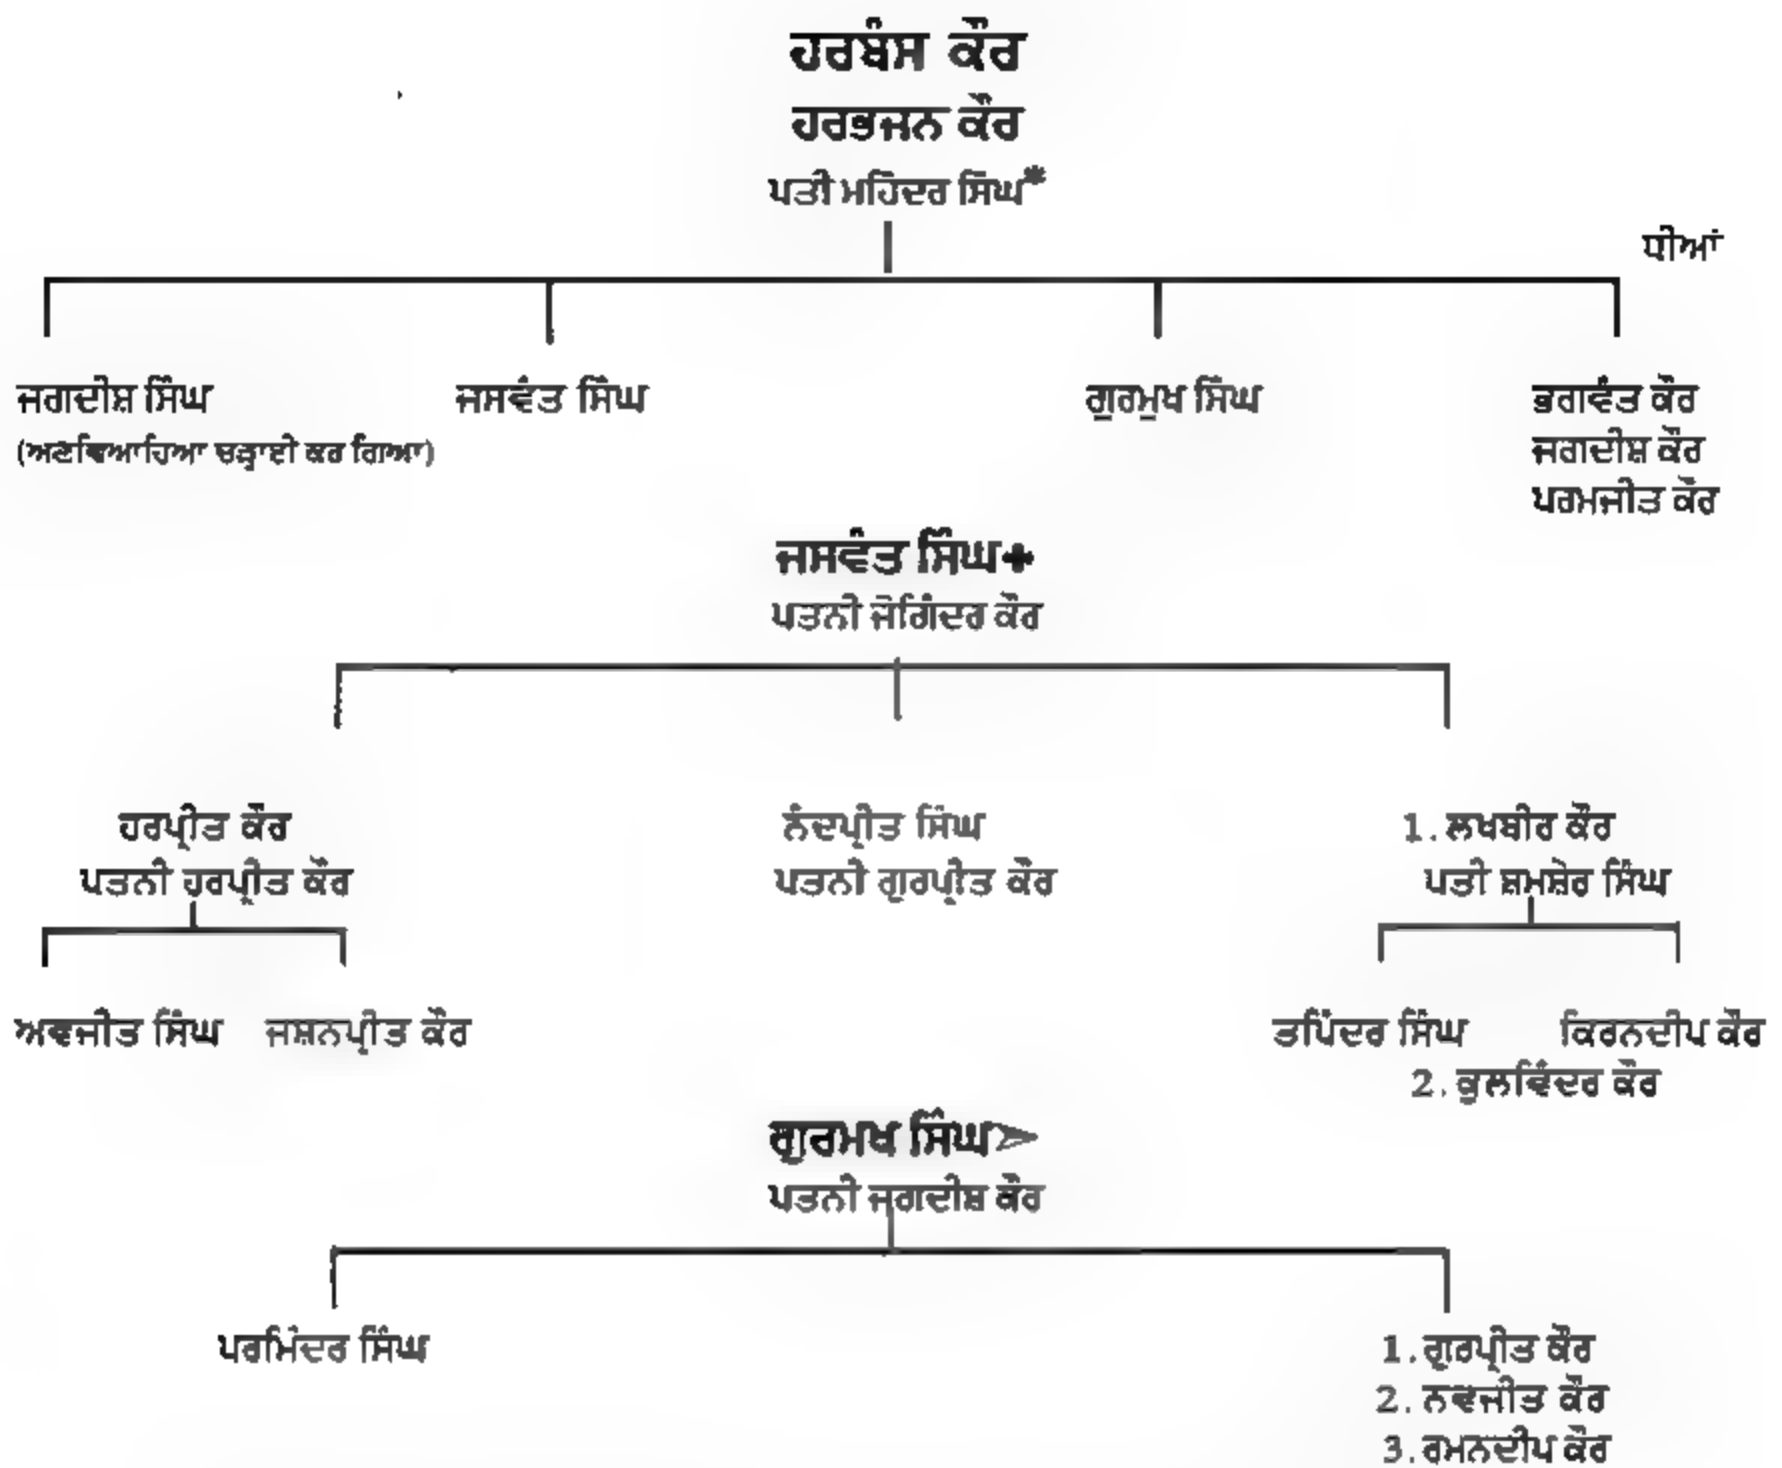 ਹਰਬੰਸ ਕੌਰ
ਹਰਭਜਨ ਕੌਰ
ਪਤੀ ਮਹਿੰਦਰ ਸਿੰਘ*
ਧੀਆਂ
ਜਗਦੀਸ਼ ਸਿੰਘ ਜਸਵੰਤ ਸਿੰਘ ਗੁਰਮੁਖ ਸਿੰਘ ਭਗਵੰਤ ਕੌਰ
(ਅਣਵਿਆਹਿਆ ਚੜ੍ਹਾਈ ਕਰ ਗਿਆ) ਜਗਦੀਸ਼ ਕੌਰ
ਪਰਮਜੀਤ ਕੌਰ
ਜਸਵੰਤ ਸਿੰਘ✦
ਪਤਨੀ ਜੋਗਿੰਦਰ ਕੌਰ
ਹਰਪ੍ਰੀਤ ਕੌਰ ਨੰਦਪ੍ਰੀਤ ਸਿੰਘ 1. ਲਖਬੀਰ ਕੌਰ
ਪਤਨੀ ਹਰਪ੍ਰੀਤ ਕੌਰ ਪਤਨੀ ਗੁਰਪ੍ਰੀਤ ਕੌਰ ਪਤੀ ਸ਼ਮਸ਼ੇਰ ਸਿੰਘ
ਅਵਜੀਤ ਸਿੰਘ ਜਸ਼ਨਪ੍ਰੀਤ ਕੌਰ ਤਪਿੰਦਰ ਸਿੰਘ ਕਿਰਨਦੀਪ ਕੌਰ
2. ਕੁਲਵਿੰਦਰ ਕੌਰ
ਗੁਰਮਖ ਸਿੰਘ➢
ਪਤਨੀ ਜਗਦੀਸ਼ ਕੌਰ
ਪਰਮਿੰਦਰ ਸਿੰਘ 1. ਗੁਰਪ੍ਰੀਤ ਕੌਰ
2. ਨਵਜੀਤ ਕੌਰ
3. ਰਮਨਦੀਪ ਕੌਰ